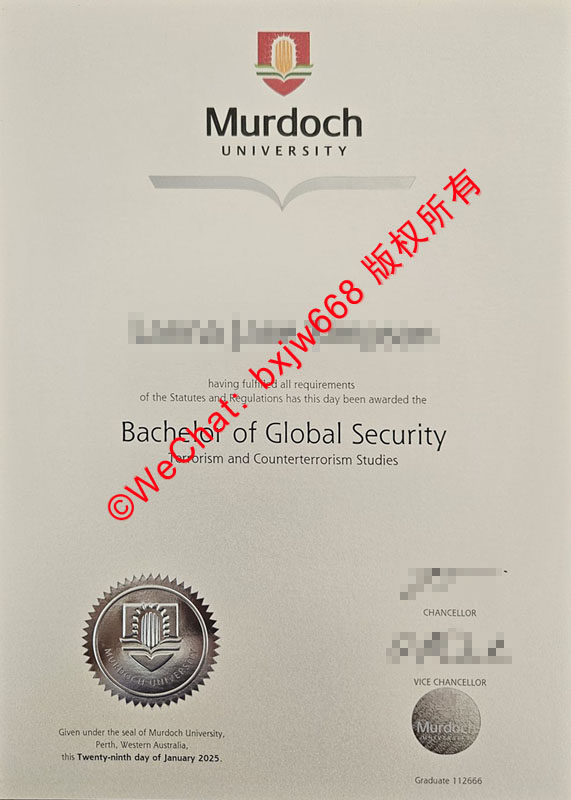 Murdoch
UNIVERSITY
©WeChat: bxjw668 版权所有
having fulfilled all requirements
of the Statutes and Regulations has this day been awarded the
Bachelor of Global Security
Terrorism and Counterterrorism Studies
MURDOCH UNIVERSITY
CHANCELLOR
VICE CHANCELLOR
Murdoch
UNIVERSITY
Given under the seal of Murdoch University,
Perth, Western Australia,
this Twenty-ninth day of January 2025.
Graduate 112666